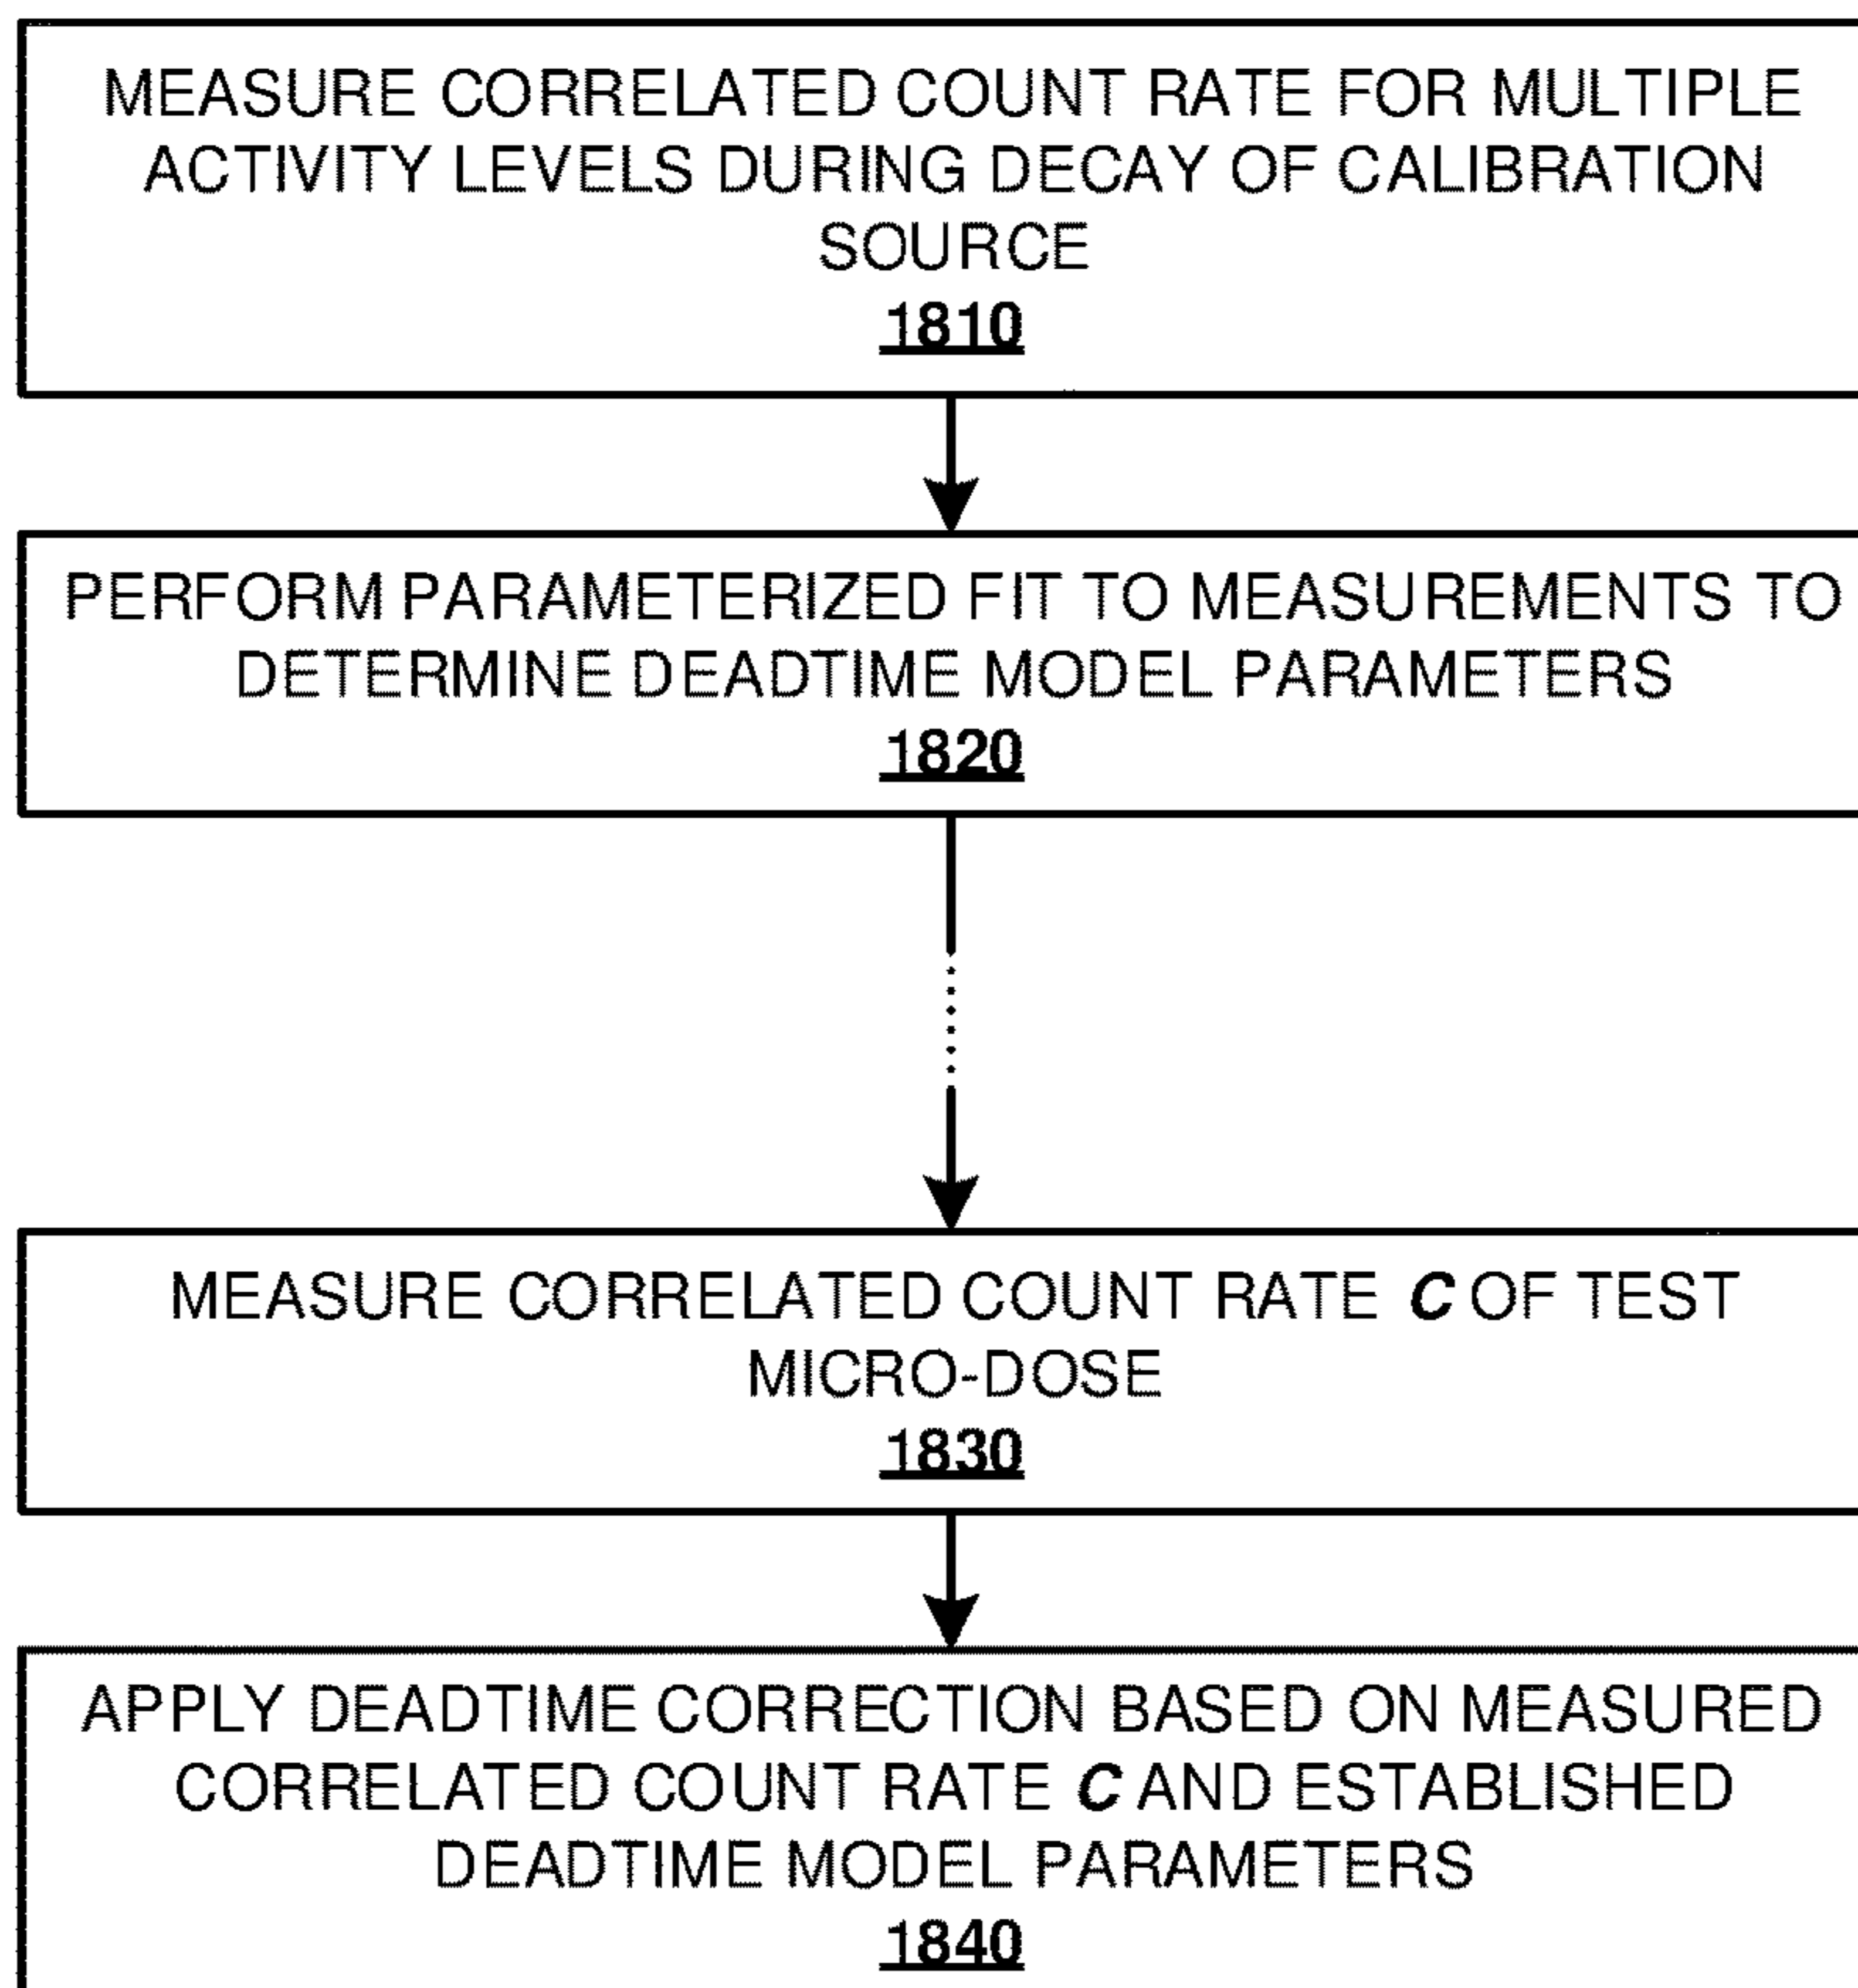 MEASURE CORRELATED COUNT RATE FOR MULTIPLE
ACTIVITY LEVELS DURING DECAY OF CALIBRATION
SOURCE
1810
PERFORM PARAMETERIZED FIT TO MEASUREMENTS TO
DETERMINE DEADTIME MODEL PARAMETERS
1820
MEASURE CORRELATED COUNT RATE C OF TEST
MICRO-DOSE
1830
APPLY DEADTIME CORRECTION BASED ON MEASURED
CORRELATED COUNT RATE C AND ESTABLISHED
DEADTIME MODEL PARAMETERS
1840